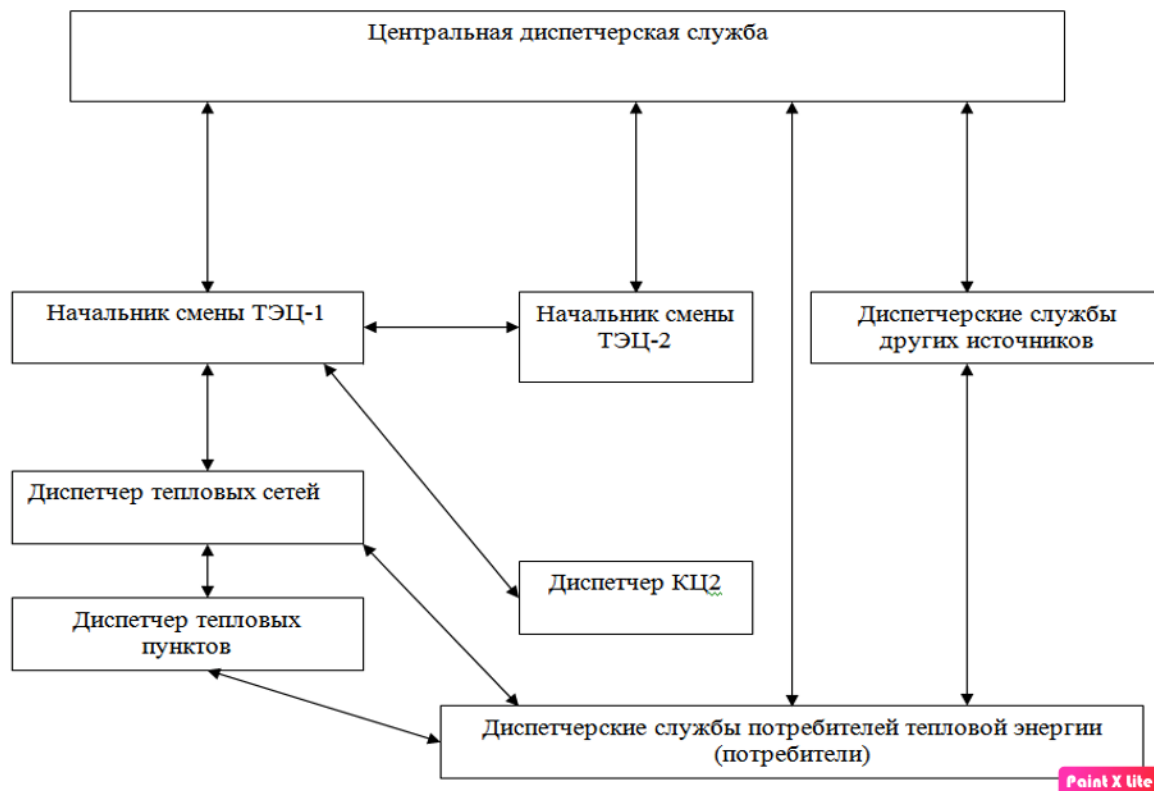 Центральная диспетчерская служба
Начальник смены ТЭЦ-1
Начальник смены
ТЭЦ-2
Диспетчерские службы
других источников
Диспетчер тепловых сетей
Диспетчер КЦ2
Диспетчер тепловых
пунктов
Диспетчерские службы потребителей тепловой энергии
(потребители)
Paint X Lite